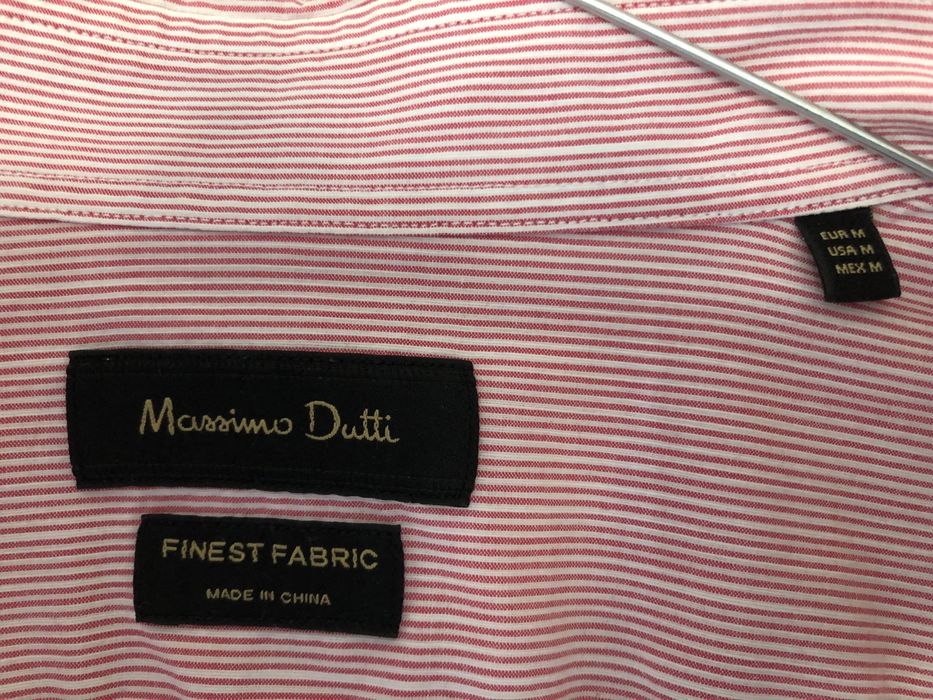 EUR M
USA M
MEX M
Massimo Dutti
FINEST FABRIC
MADE IN CHINA